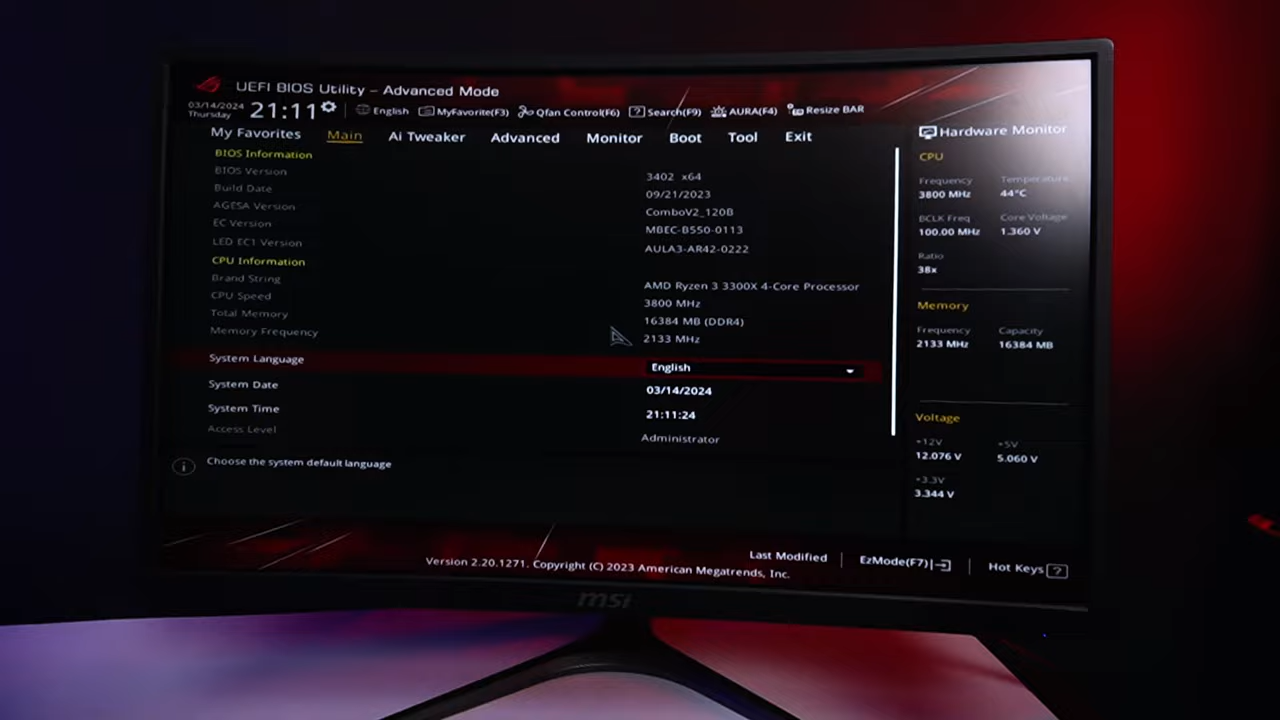 UEFI BIOS Utility – Advanced Mode
03/14/2024
Thursday
21:11
English
MyFavorite(F3)
Qfan Control(F6)
Search(F9)
AURA(F4)
Resize BAR
My Favorites
Main
Ai Tweaker
Advanced
Monitor
Boot
Tool
Exit
BIOS Information
BIOS Version
3402 x64
Build Date
09/21/2023
AGESA Version
ComboV2_120B
EC Version
MBEC-B550-0113
LED EC1 Version
AULA3-AR42-0222
CPU Information
Brand String
AMD Ryzen 3 3300X 4-Core Processor
CPU Speed
3800 MHz
Total Memory
16384 MB (DDR4)
Memory Frequency
2133 MHz
System Language
English
System Date
03/14/2024
System Time
21:11:24
Access Level
Administrator
Choose the system default language
Hardware Monitor
CPU
Frequency
Temperature
3800 MHz
44°C
BCLK Freq
Core Voltage
100.00 MHz
1.360 V
Ratio
38x
Memory
Frequency
Capacity
2133 MHz
16384 MB
Voltage
+12V
+5V
12.076 V
5.060 V
+3.3V
3.344 V
Last Modified
EzMode(F7)
Hot Keys ?
Version 2.20.1271. Copyright (C) 2023 American Megatrends, Inc.
msi